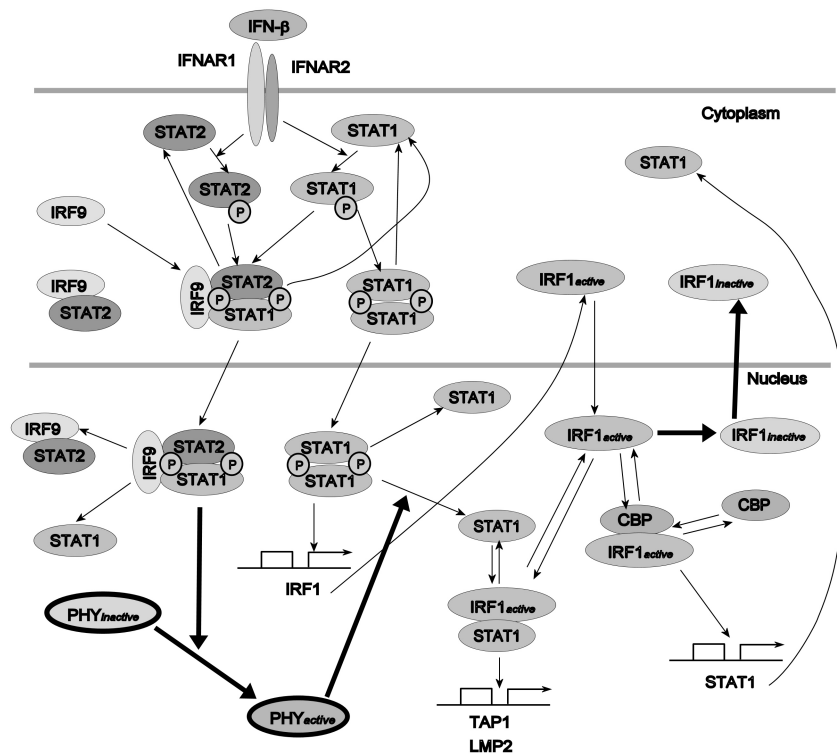 IFN-β
IFNAR1
IFNAR2
Cytoplasm
STAT2
STAT1
STAT1
STAT2
P
STAT1
P
IRF9
IRF9
STAT2
IRF9
STAT2
P
P
STAT1
STAT1
P
P
STAT1
IRF1active
IRF1inactive
Nucleus
STAT1
IRF9
STAT2
IRF9
STAT2
P
P
STAT1
STAT1
P
P
STAT1
IRF1active
IRF1inactive
STAT1
STAT1
CBP
CBP
IRF1active
IRF1
PHYinactive
IRF1active
STAT1
STAT1
PHYactive
TAP1
LMP2